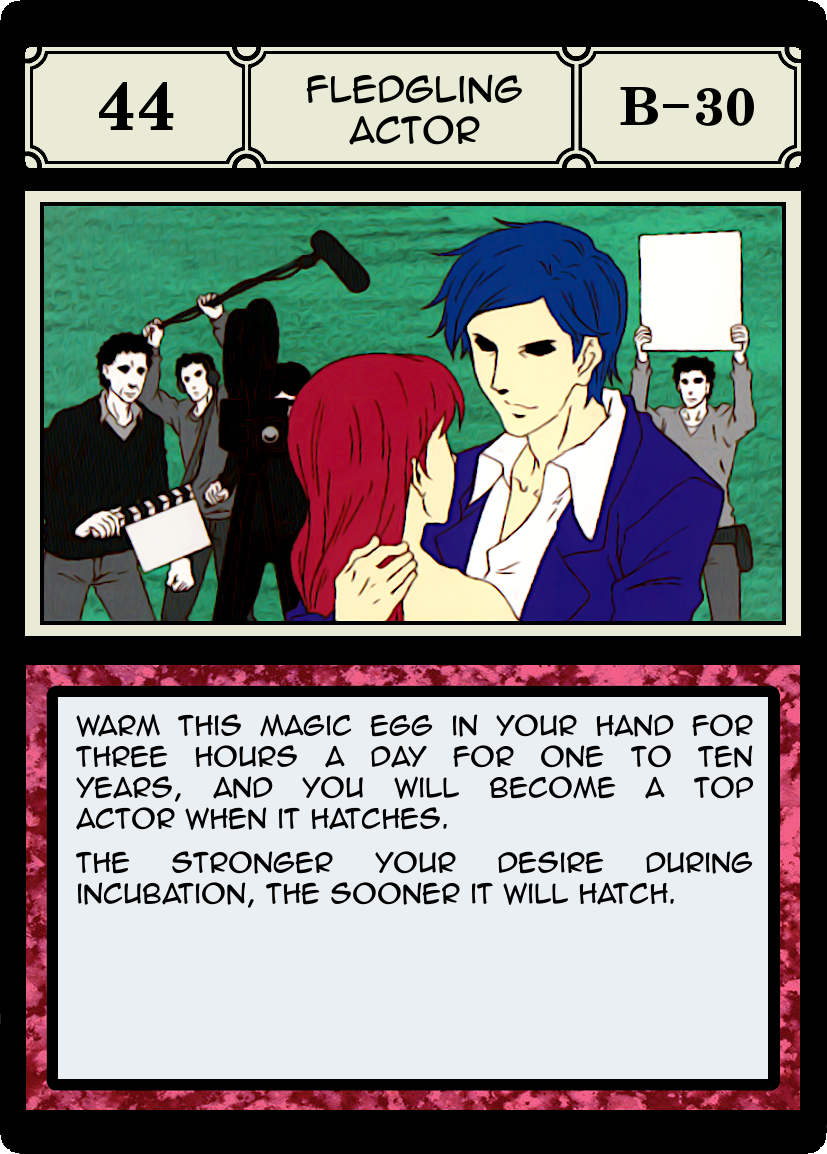 44
FLEDGLING
ACTOR
B-30
WARM THIS MAGIC EGG IN YOUR HAND FOR
THREE HOURS A DAY FOR ONE TO TEN
YEARS, AND YOU WILL BECOME A TOP
ACTOR WHEN IT HATCHES.
THE STRONGER YOUR DESIRE DURING
INCUBATION, THE SOONER IT WILL HATCH.